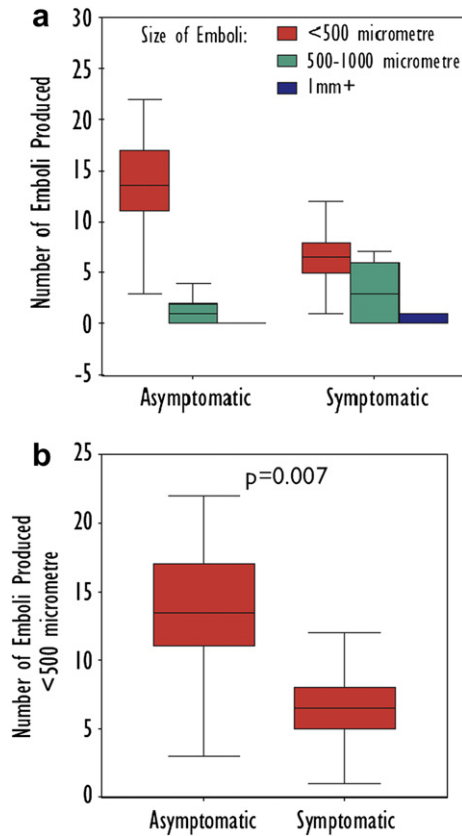 a
Size of Emboli:
<500 micrometre
500-1000 micrometre
1mm+
Number of Emboli Produced
30
25
20
15
10
5
0
-5
Asymptomatic Symptomatic
b
p=0.007
Number of Emboli Produced
<500 micrometre
25
20
15
10
5
0
Asymptomatic Symptomatic